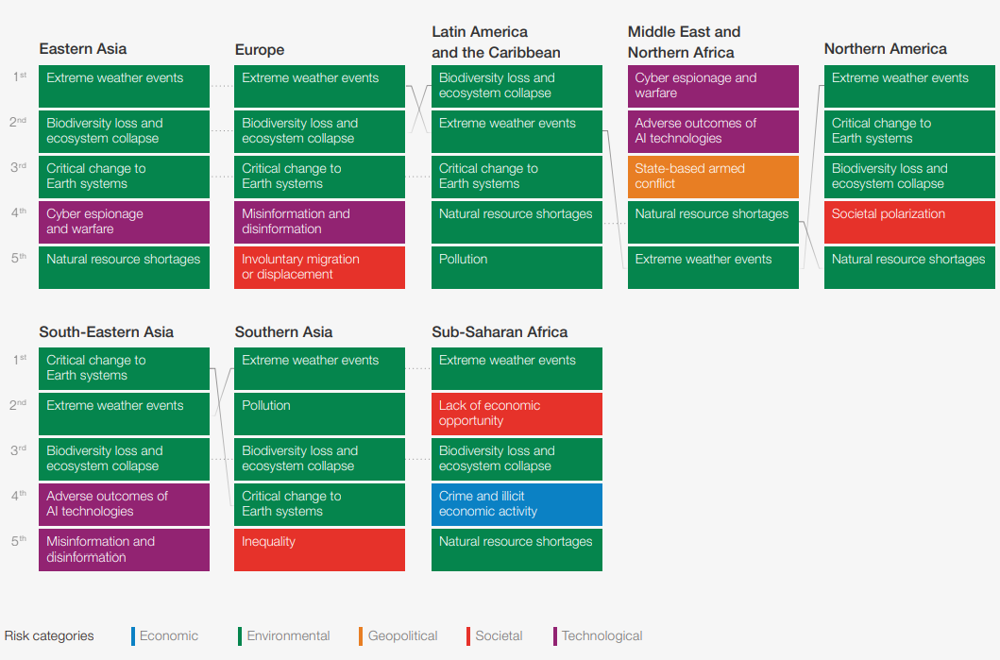 Eastern Asia
1st
Extreme weather events
2nd
Biodiversity loss and
ecosystem collapse
3rd
Critical change to
Earth systems
4th
Cyber espionage
and warfare
5th
Natural resource shortages
Europe
Extreme weather events
Biodiversity loss and
ecosystem collapse
Critical change to
Earth systems
Misinformation and
disinformation
Involuntary migration
or displacement
Latin America
and the Caribbean
Biodiversity loss and
ecosystem collapse
Extreme weather events
Critical change to
Earth systems
Natural resource shortages
Pollution
Middle East and
Northern Africa
Cyber espionage and
warfare
Adverse outcomes of
AI technologies
State-based armed
conflict
Natural resource shortages
Extreme weather events
Northern America
Extreme weather events
Critical change to
Earth systems
Biodiversity loss and
ecosystem collapse
Societal polarization
Natural resource shortages
South-Eastern Asia
1st
Critical change to
Earth systems
2nd
Extreme weather events
3rd
Biodiversity loss and
ecosystem collapse
4th
Adverse outcomes of
AI technologies
5th
Misinformation and
disinformation
Southern Asia
Extreme weather events
Pollution
Biodiversity loss and
ecosystem collapse
Critical change to
Earth systems
Inequality
Sub-Saharan Africa
Extreme weather events
Lack of economic
opportunity
Biodiversity loss and
ecosystem collapse
Crime and illicit
economic activity
Natural resource shortages
Risk categories
Economic
Environmental
Geopolitical
Societal
Technological